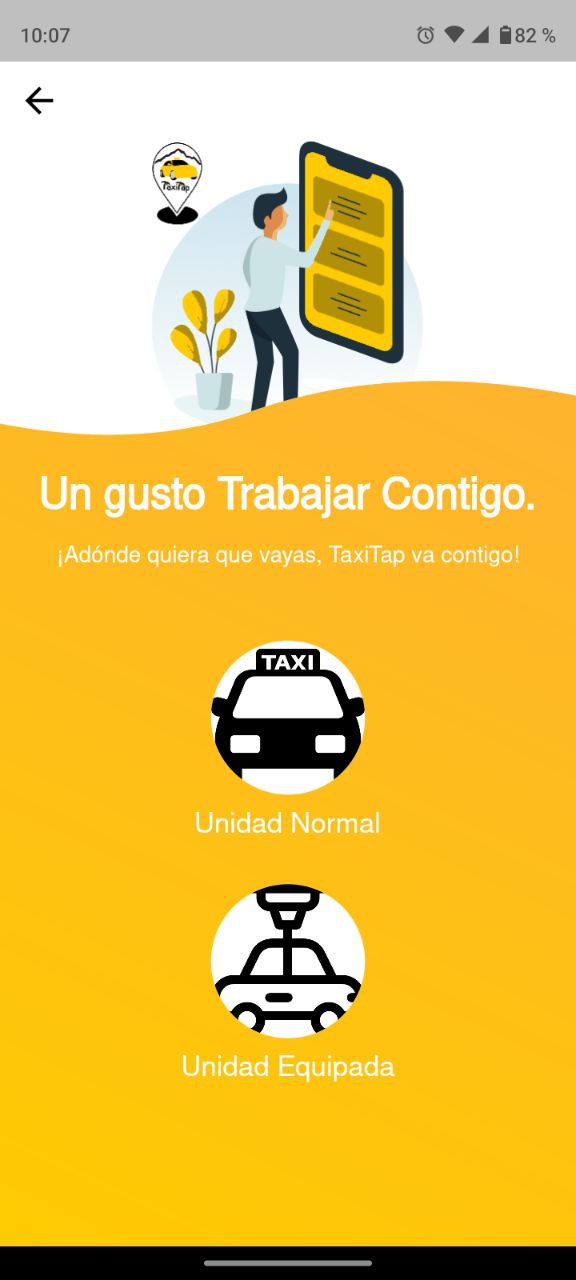 10:07
82 %
TaxiTap
Un gusto Trabajar Contigo.
¡Adónde quiera que vayas, TaxiTap va contigo!
TAXI
Unidad Normal
Unidad Equipada